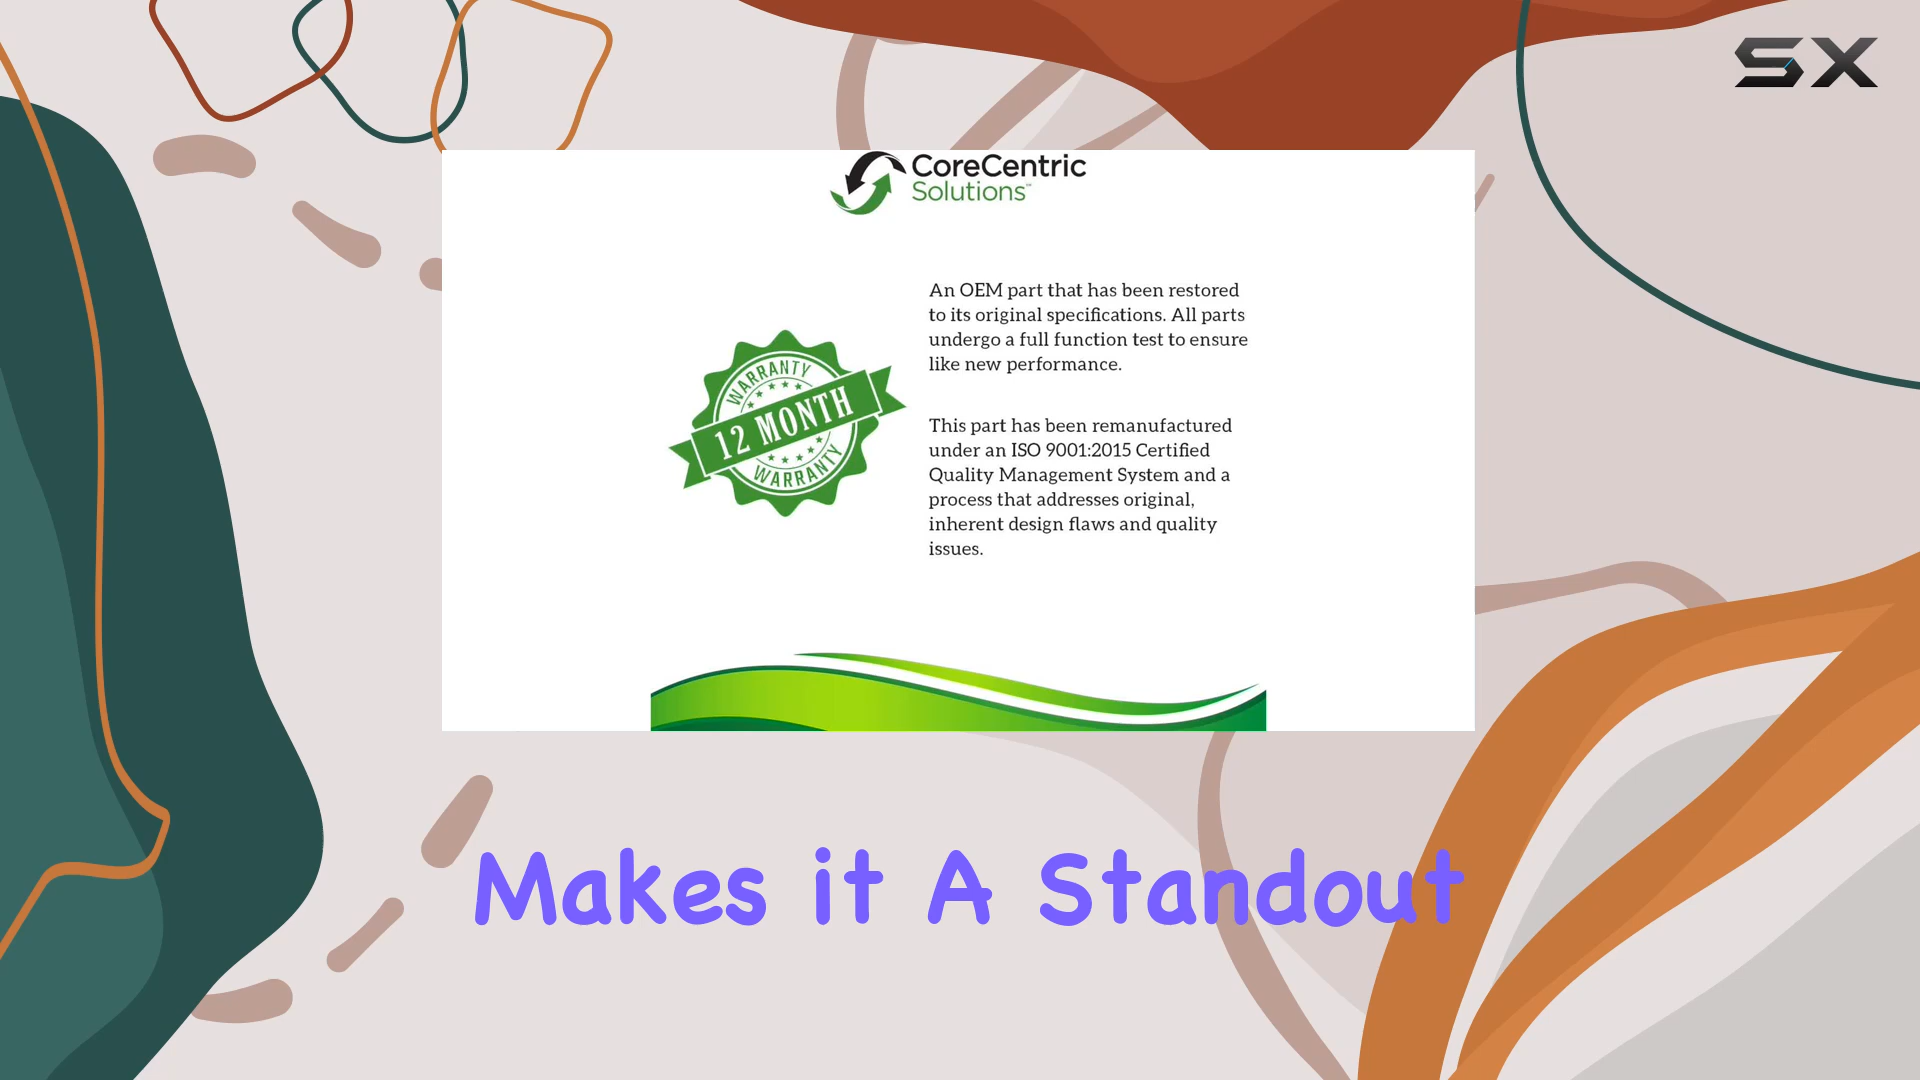 SX
CoreCentric
Solutions™
An OEM part that has been restored
to its original specifications. All parts
undergo a full function test to ensure
like new performance.
WARRANTY
12 MONTH
WARRANTY
This part has been remanufactured
under an ISO 9001:2015 Certified
Quality Management System and a
process that addresses original,
inherent design flaws and quality
issues.
Makes it A Standout